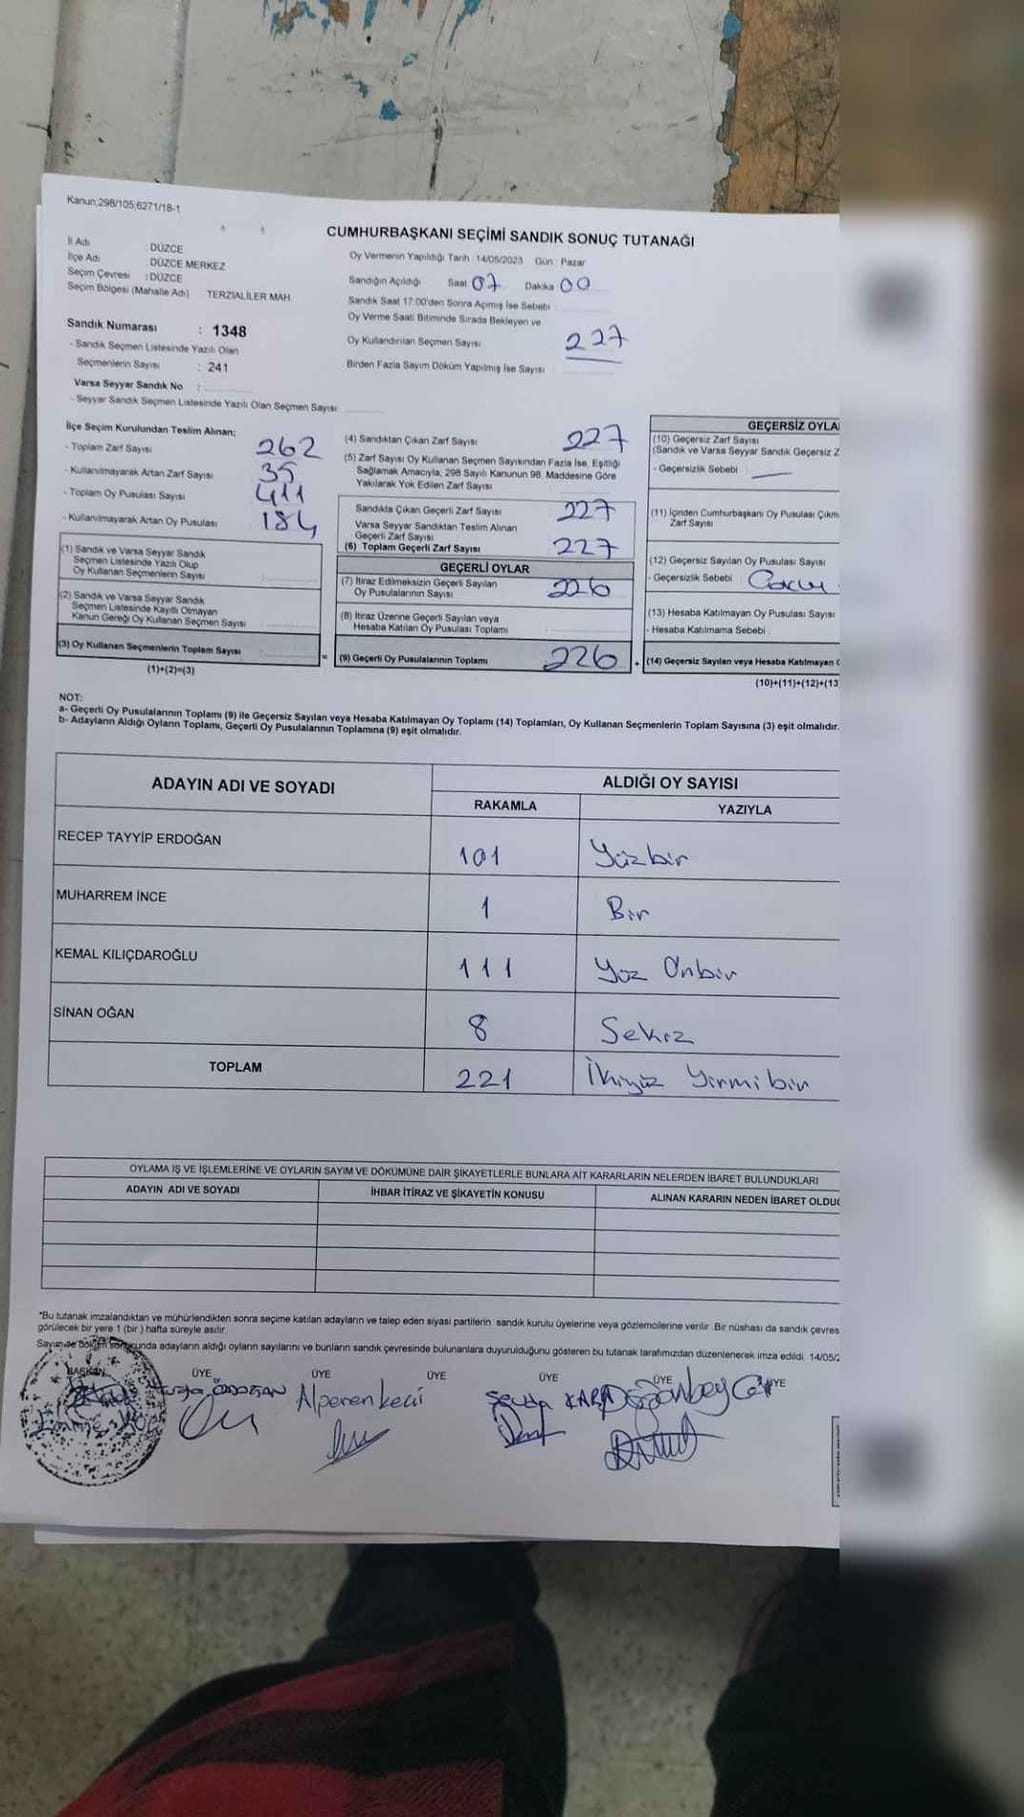 Kanun;298/105,6271/18-1
CUMHURBAŞKANI SEÇİMİ SANDIK SONUÇ TUTANAĞI
İl Adı : DÜZCE
İlçe Adı : DÜZCE MERKEZ
Seçim Çevresi : DÜZCE
Seçim Bölgesi (Mahalle Adı) TERZİALİLER MAH.
Oy Vermenin Yapıldığı Tarih : 14/05/2023 Gün : Pazar
Sandığın Açıldığı Saat 07 Dakika 00
Sandık Saat 17:00'den Sonra Açımış İse Sebebi
Oy Verme Saati Bitiminde Sırada Bekleyen ve
Oy Kullandırılan Seçmen Sayısı 227
Birden Fazla Sayım Döküm Yapılmış İse Sayısı
Sandık Numarası : 1348
- Sandık Seçmen Listesinde Yazılı Olan
Seçmenlerin Sayısı : 241
Varsa Seyyar Sandık No :
- Seyyar Sandık Seçmen Listesinde Yazılı Olan Seçmen Sayısı:
İlçe Seçim Kurulundan Teslim Alınan;
- Toplam Zarf Sayısı 262
- Kullanılmayarak Artan Zarf Sayısı 35
- Toplam Oy Pusulası Sayısı 411
- Kullanılmayarak Artan Oy Pusulası 184
(1) Sandık ve Varsa Seyyar Sandık
Seçmen Listesinde Yazılı Olup
Oy Kullanan Seçmenlerin Sayısı
(2) Sandık ve Varsa Seyyar Sandık
Seçmen Listesinde Kayıtlı Olmayan
Kanun Gereği Oy Kullanan Seçmen Sayısı
(3) Oy Kullanan Seçmenlerin Toplam Sayısı =
(1)+(2)=(3)
(4) Sandıktan Çıkan Zarf Sayısı 227
(5) Zarf Sayısı Oy Kullanan Seçmen Sayısından Fazla İse, Eşitliği
Sağlamak Amacıyla, 298 Sayılı Kanunun 98. Maddesine Göre
Yakılarak Yok Edilen Zarf Sayısı
Sandıkta Çıkan Geçerli Zarf Sayısı 227
Varsa Seyyar Sandıktan Teslim Alınan
Geçerli Zarf Sayısı
(6) Toplam Geçerli Zarf Sayısı 227
GEÇERLİ OYLAR
(7) İtiraz Edilmeksizin Geçerli Sayılan
Oy Pusulalarının Sayısı 226
(8) İtiraz Üzerine Geçerli Sayılan veya
Hesaba Katılan Oy Pusulası Toplamı
(9) Geçerli Oy Pusulalarının Toplamı 226 +
GEÇERSİZ OYLA
(10) Geçersiz Zarf Sayısı
(Sandık ve Varsa Seyyar Sandık Geçersiz Z
- Geçersizlik Sebebi —
(11) İçinden Cumhurbaşkanı Oy Pusulası Çıkm
Zarf Sayısı
(12) Geçersiz Sayılan Oy Pusulası Sayısı
- Geçersizlik Sebebi
(13) Hesaba Katılmayan Oy Pusulası Sayısı
- Hesaba Katılmama Sebebi
(14) Geçersiz Sayılan veya Hesaba Katılmayan
(10)+(11)+(12)+(13
NOT:
a- Geçerli Oy Pusulalarının Toplamı (9) ile Geçersiz Sayılan veya Hesaba Katılmayan Oy Toplamı (14) Toplamları, Oy Kullanan Seçmenlerin Toplam Sayısına (3) eşit olmalıdır.
b- Adayların Aldığı Oyların Toplamı, Geçerli Oy Pusulalarının Toplamına (9) eşit olmalıdır.
ADAYIN ADI VE SOYADI ALDIĞI OY SAYISI
RAKAMLA YAZIYLA
RECEP TAYYİP ERDOĞAN 101 Yüzbir
MUHARREM İNCE 1 Bir
KEMAL KILIÇDAROĞLU 111 Yüz Onbir
SİNAN OĞAN 8 Sekiz
TOPLAM 221 İkiyüz Yirmibir
OYLAMA İŞ VE İŞLEMLERİNE VE OYLARIN SAYIM VE DÖKÜMÜNE DAİR ŞİKAYETLERLE BUNLARA AİT KARARLARIN NELERDEN İBARET BULUNDUKLARI
ADAYIN ADI VE SOYADI İHBAR İTİRAZ VE ŞİKAYETİN KONUSU ALINAN KARARIN NEDEN İBARET OLDUĞ
*Bu tutanak imzalandıktan ve mühürlendikten sonra seçime katılan adayların ve talep eden siyasi partilerin sandık kurulu üyelerine veya gözlemcilerine verilir. Bir nüshası da sandık çevres
görülecek bir yere 1 (bir) hafta süreyle asılır.
Sayım ve döküm sonucunda adayların aldığı oyların sayılarını ve bunların sandık çevresinde bulunanlara duyurulduğunu gösteren bu tutanak tarafımızdan düzenlenerek imza edildi. 14/05/2
BAŞKAN ÜYE ÜYE ÜYE ÜYE ÜYE
Alperen keci